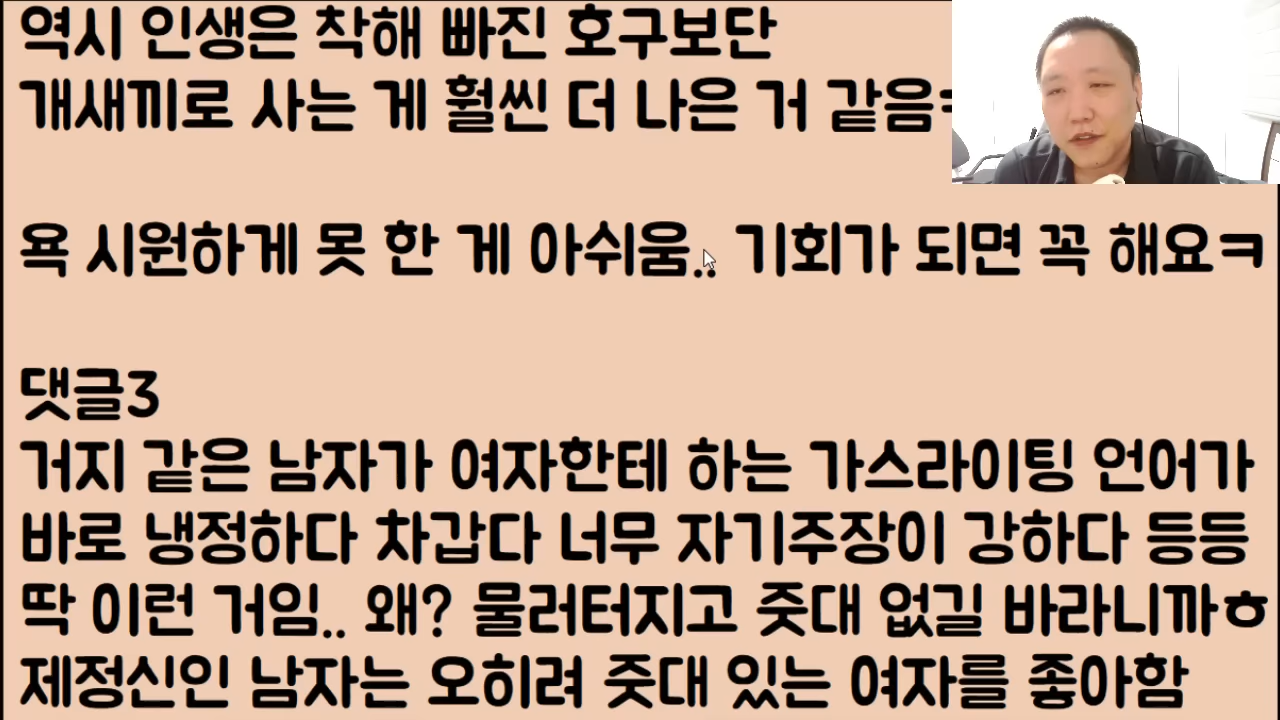 역시 인생은 착해 빠진 호구보단
개새끼로 사는 게 훨씬 더 나은 거 같음ㅋ
욕 시원하게 못 한 게 아쉬움.. 기회가 되면 꼭 해요ㅋ
댓글3
거지 같은 남자가 여자한테 하는 가스라이팅 언어가
바로 냉정하다 차갑다 너무 자기주장이 강하다 등등
딱 이런 거임.. 왜? 물러터지고 줏대 없길 바라니까ㅎ
제정신인 남자는 오히려 줏대 있는 여자를 좋아함